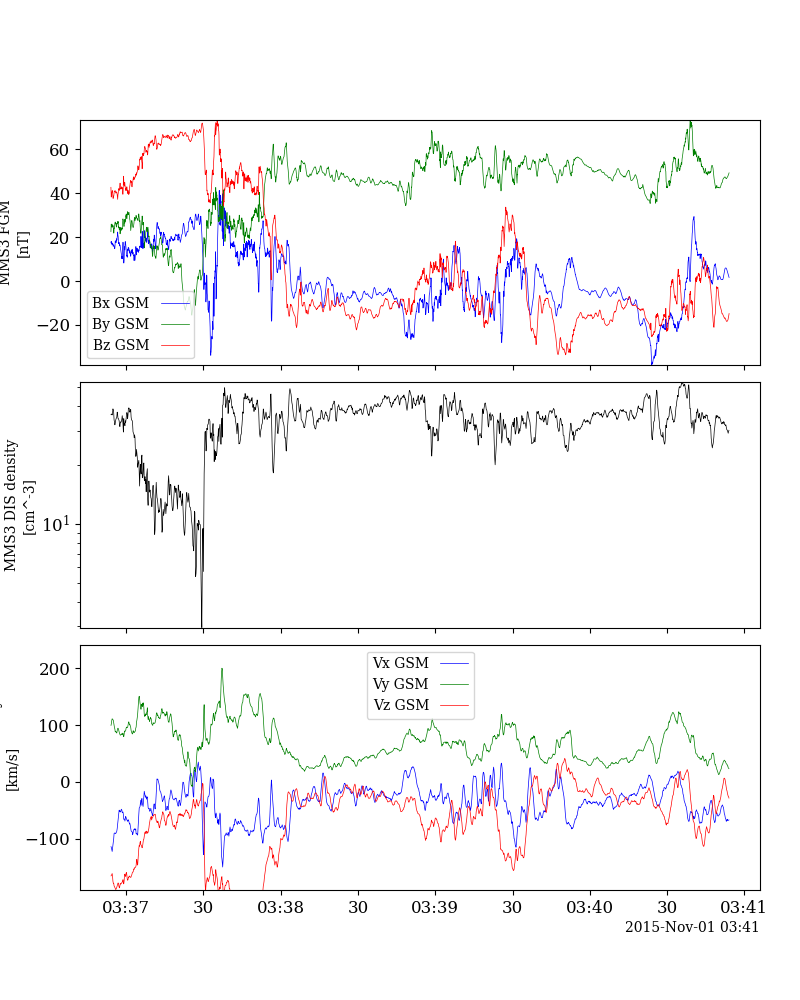 60
40
20
0
−20
MMS3 FGM
[nT]
Bx GSM
By GSM
Bz GSM
10^1
MMS3 DIS density
[cm^-3]
200
100
0
−100
[km/s]
Vx GSM
Vy GSM
Vz GSM
03:37 30 03:38 30 03:39 30 03:40 30 03:41
2015-Nov-01 03:41